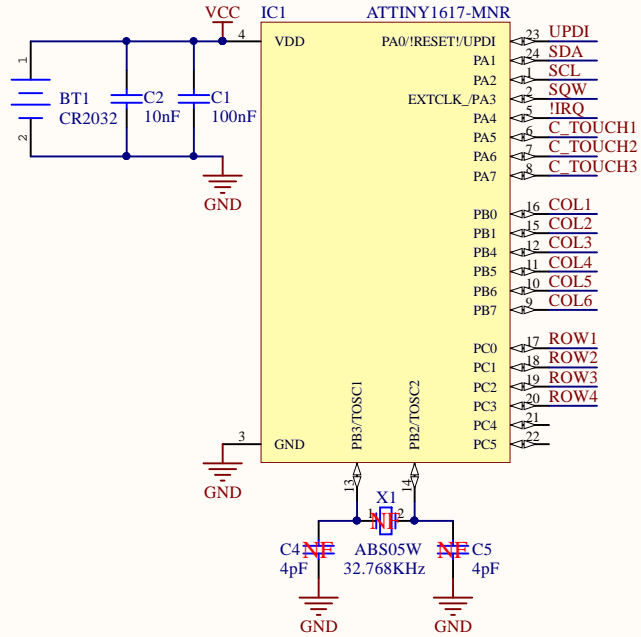 VCC
IC1
ATTINY1617-MNR
4
VDD
PA0/!RESET!/UPDI
23
UPDI
PA1
24
SDA
PA2
1
SCL
EXTCLK_/PA3
2
SQW
PA4
5
!IRQ
PA5
6
C_TOUCH1
PA6
7
C_TOUCH2
PA7
8
C_TOUCH3
1
BT1
CR2032
2
C2
10nF
C1
100nF
GND
PB0
16
COL1
PB1
15
COL2
PB4
12
COL3
PB5
11
COL4
PB6
10
COL5
PB7
9
COL6
PC0
17
ROW1
PC1
18
ROW2
PC2
19
ROW3
PC3
20
ROW4
PC4
21
PC5
22
3
GND
GND
PB3/TOSC1
PB2/TOSC2
13
14
X1
1
NF
2
ABS05W
32.768KHz
C4
NF
4pF
NF
C5
4pF
GND
GND